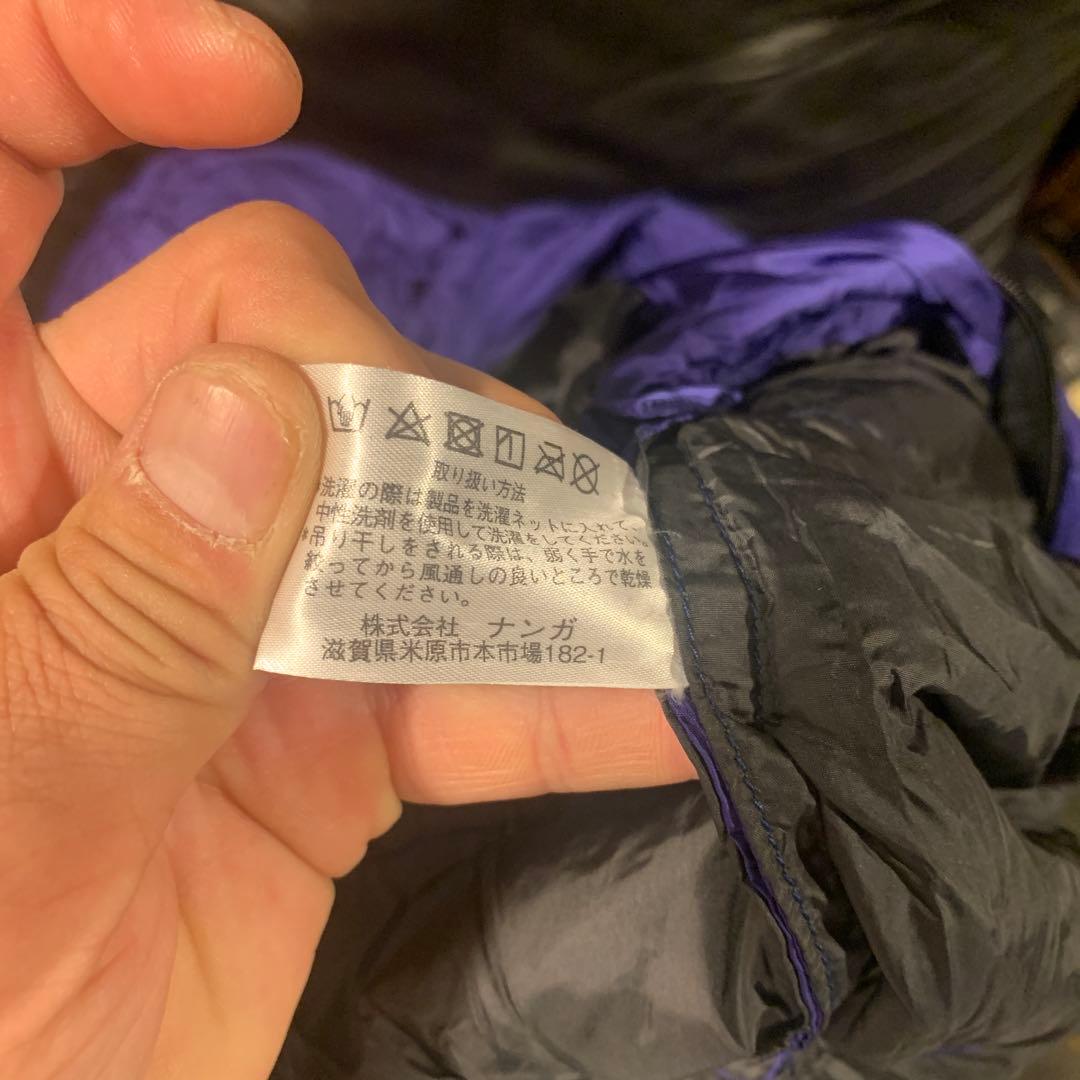 取り扱い方法
洗濯の際は製品を洗濯ネットに入れて、
中性洗剤を使用して洗濯をしてください。
*吊り干しをされる際は、弱く手で水を
絞ってから風通しの良いところで乾燥
させてください。
株式会社 ナンガ
滋賀県米原市本市場182-1